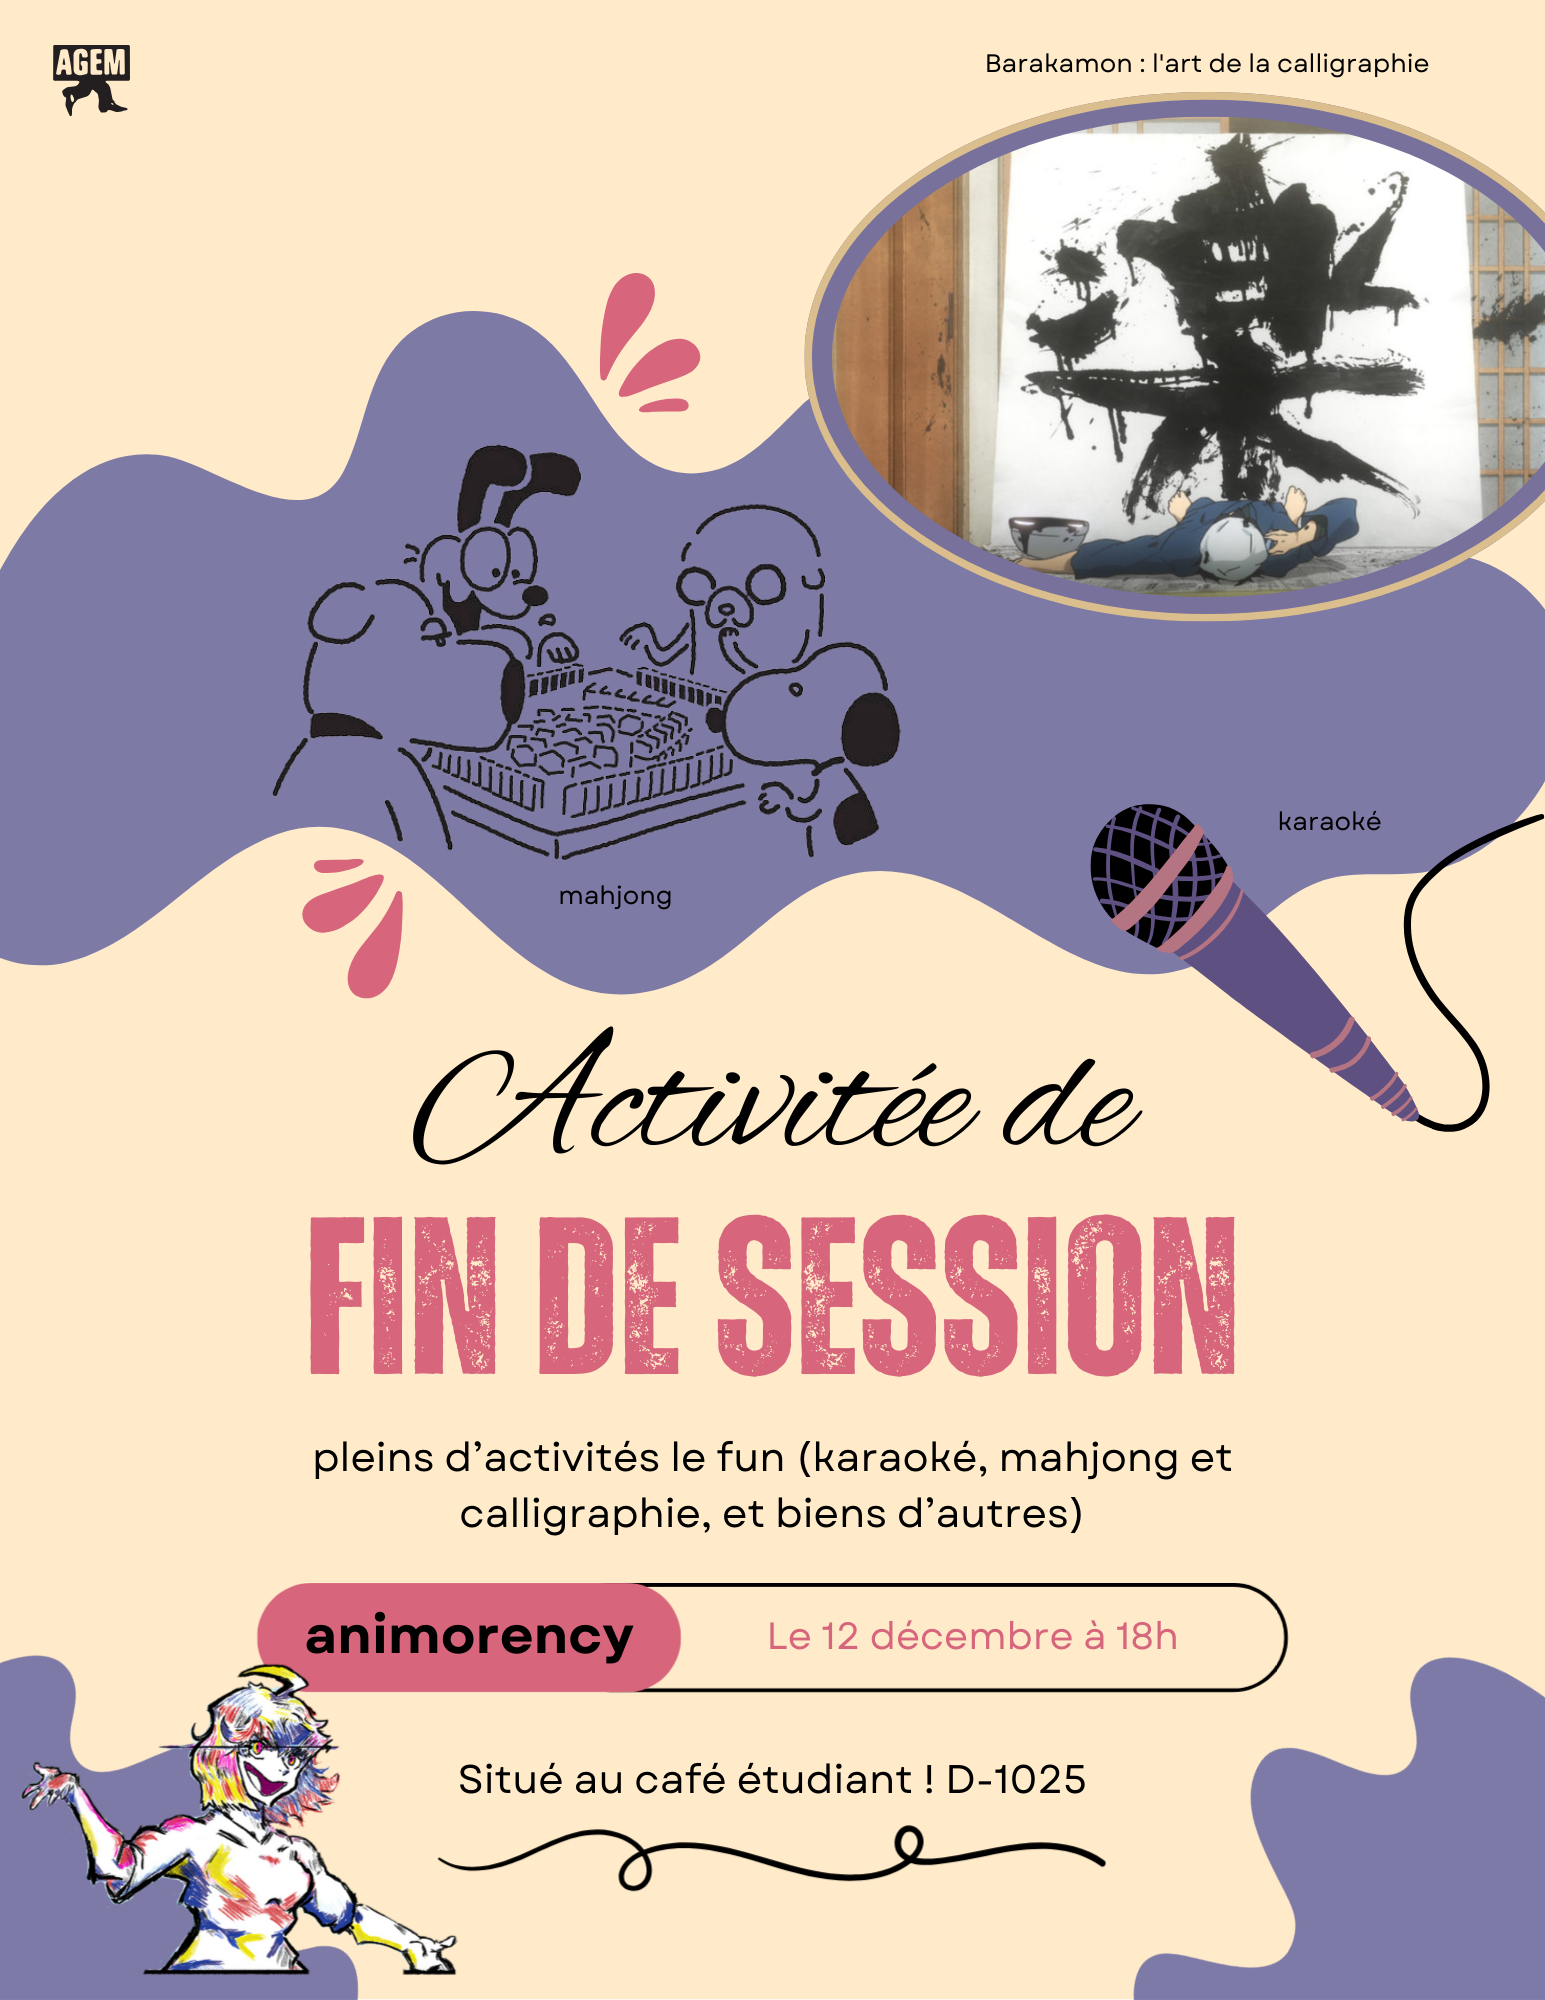 AGEM
Barakamon : l'art de la calligraphie
楽
mahjong
karaoké
Activitée de
FIN DE SESSION
pleins d’activités le fun (karaoké, mahjong et
calligraphie, et biens d’autres)
animorency
Le 12 décembre à 18h
Situé au café étudiant ! D-1025